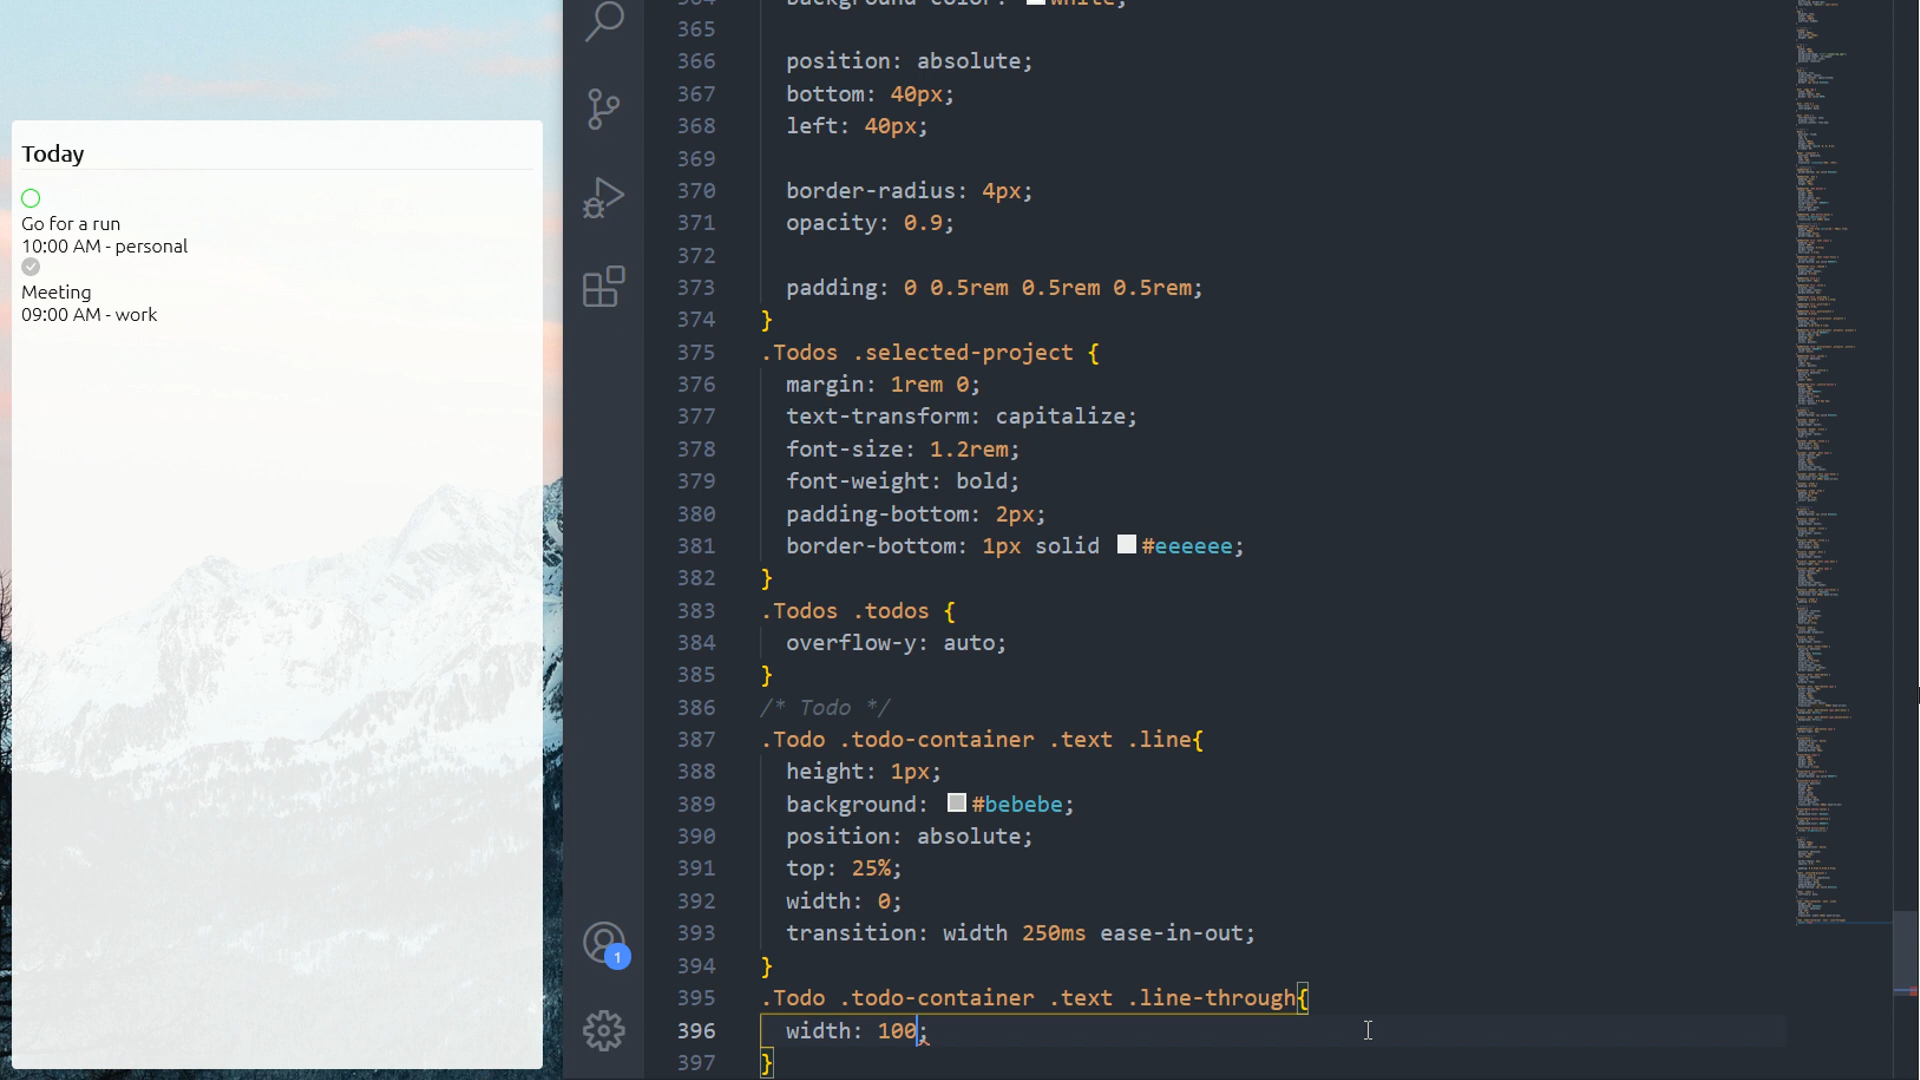 Today
Go for a run
10:00 AM - personal
Meeting
09:00 AM - work
1
364 background-color: white;
365
366 position: absolute;
367 bottom: 40px;
368 left: 40px;
369
370 border-radius: 4px;
371 opacity: 0.9;
372
373 padding: 0 0.5rem 0.5rem 0.5rem;
374 }
375 .Todos .selected-project {
376 margin: 1rem 0;
377 text-transform: capitalize;
378 font-size: 1.2rem;
379 font-weight: bold;
380 padding-bottom: 2px;
381 border-bottom: 1px solid #eeeeee;
382 }
383 .Todos .todos {
384 overflow-y: auto;
385 }
386 /* Todo */
387 .Todo .todo-container .text .line{
388 height: 1px;
389 background: #bebebe;
390 position: absolute;
391 top: 25%;
392 width: 0;
393 transition: width 250ms ease-in-out;
394 }
395 .Todo .todo-container .text .line-through{
396 width: 100;
397 }